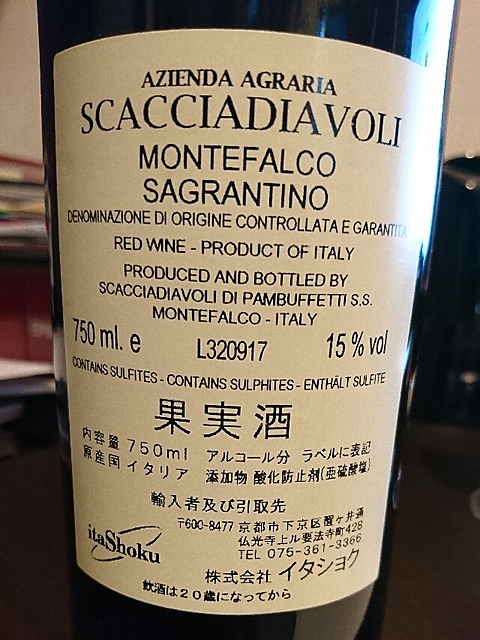 AZIENDA AGRARIA
SCACCIADIAVOLI
MONTEFALCO
SAGRANTINO
DENOMINAZIONE DI ORIGINE CONTROLLATA E GARANTITA
RED WINE - PRODUCT OF ITALY
PRODUCED AND BOTTLED BY
SCACCIADIAVOLI DI PAMBUFFETTI S.S.
MONTEFALCO - ITALY
750 ml. e L320917 15 % vol
CONTAINS SULFITES - CONTAINS SULPHITES - ENTHÄLT SULFITE
果実酒
内容量 750ml アルコール分 ラベルに表記
原産国 イタリア 添加物 酸化防止剤(亜硫酸塩)
輸入者及び引取先
〒600-8477 京都市下京区醒ヶ井通
仏光寺上ル要法寺町428
TEL 075-361-3366
itaShoku
株式会社 イタショク
飲酒は20歳になってから